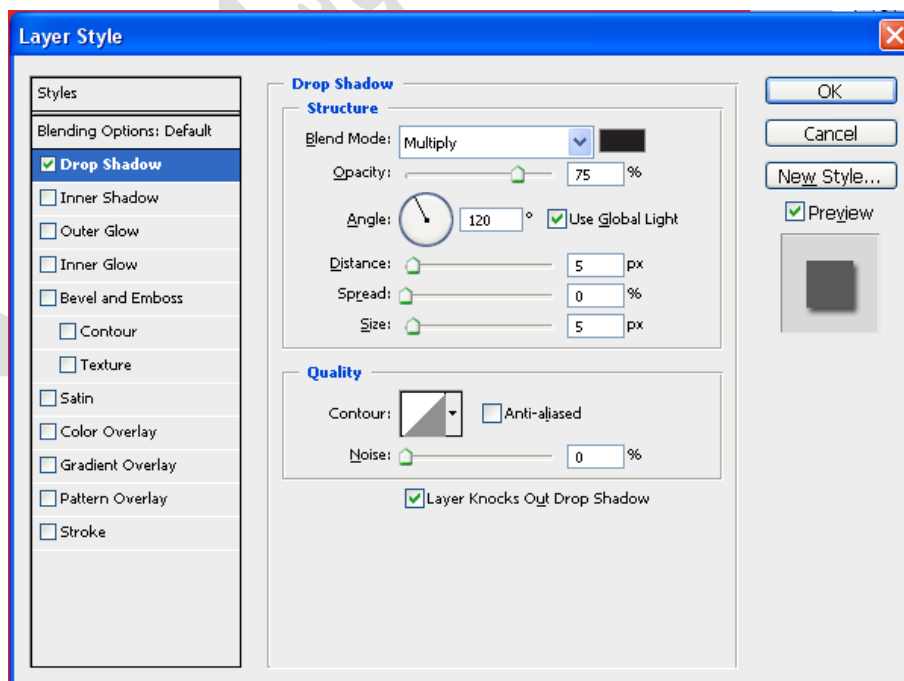 Layer Style
Styles
Blending Options: Default
Drop Shadow
Inner Shadow
Outer Glow
Inner Glow
Bevel and Emboss
Contour
Texture
Satin
Color Overlay
Gradient Overlay
Pattern Overlay
Stroke
Drop Shadow
Structure
Blend Mode: Multiply
Opacity: 75 %
Angle: 120 ° Use Global Light
Distance: 5 px
Spread: 0 %
Size: 5 px
Quality
Contour: Anti-aliased
Noise: 0 %
Layer Knocks Out Drop Shadow
OK
Cancel
New Style...
Preview